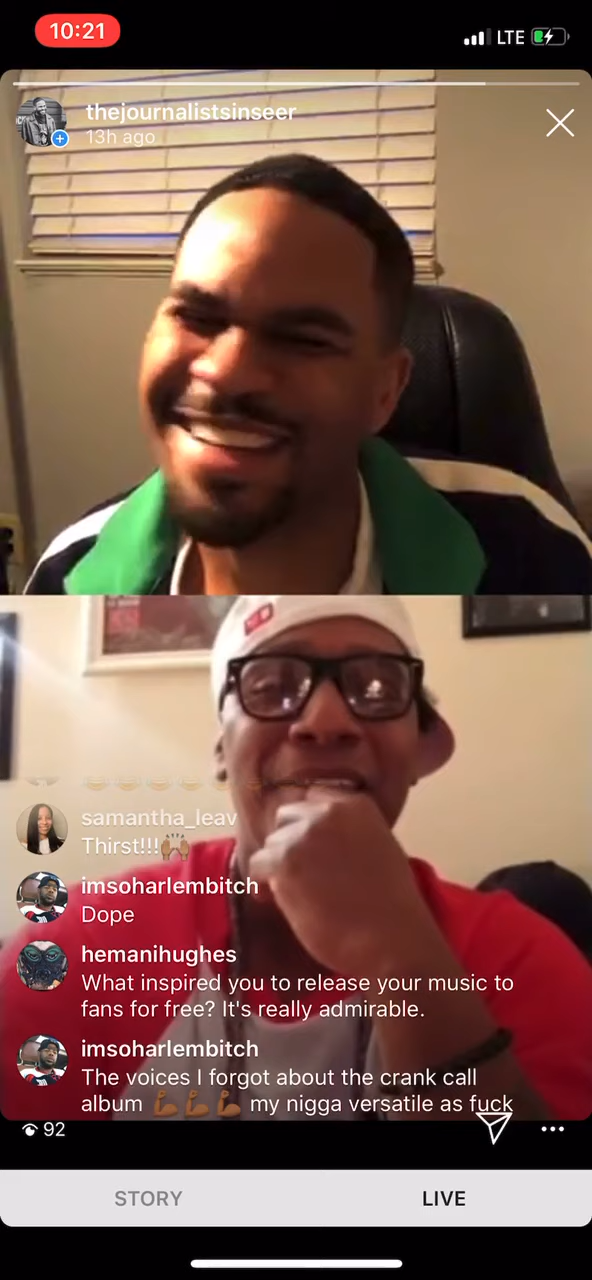 10:21
LTE
thejournalistsinseer
13h ago
samantha_leav
Thirst!!!🙌🏽
imsoharlembitch
Dope
hemanihughes
What inspired you to release your music to
fans for free? It's really admirable.
imsoharlembitch
The voices I forgot about the crank call
album 💪🏾💪🏾💪🏾 my nigga versatile as fuck
92
STORY
LIVE